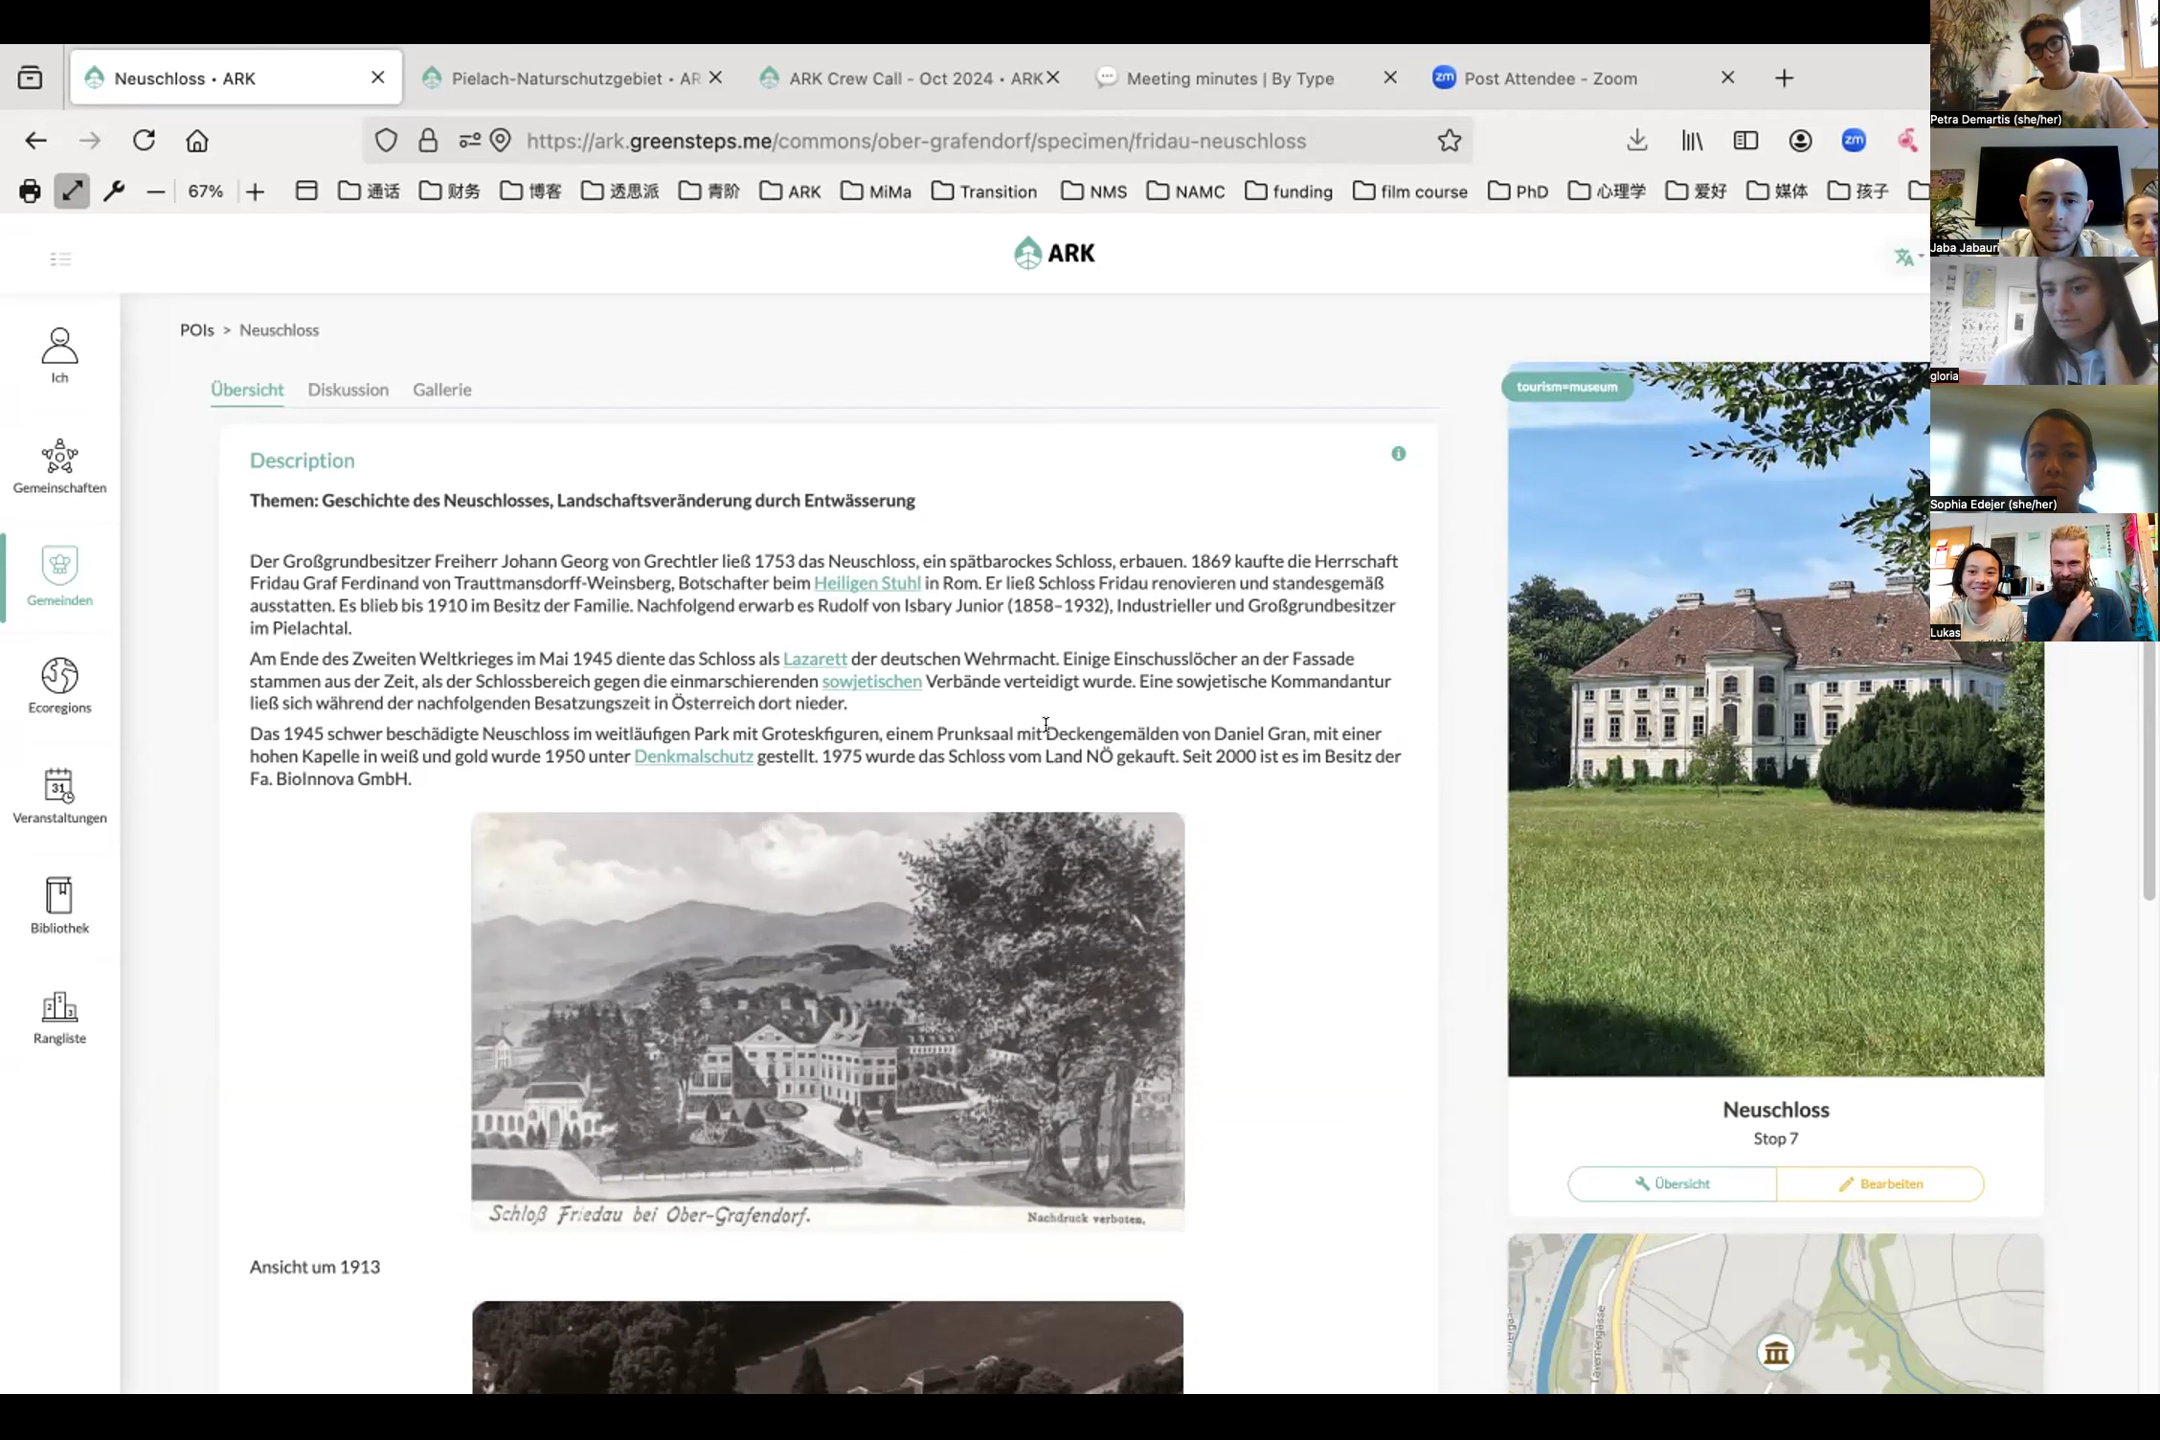 Neuschloss • ARK
Pielach-Naturschutzgebiet • AR
ARK Crew Call - Oct 2024 • ARK
Meeting minutes | By Type
zm Post Attendee - Zoom
https://ark.greensteps.me/commons/ober-grafendorf/specimen/fridau-neuschloss
zm
67%
通话
财务
博客
透思派
青阶
ARK
MiMa
Transition
NMS
NAMC
funding
film course
PhD
心理学
爱好
媒体
孩子
ARK
Petra Demartis (she/her)
Jaba Jabauri
gloria
Sophia Edejer (she/her)
Lukas
Ich
Gemeinschaften
Gemeinden
Ecoregions
31
Veranstaltungen
Bibliothek
Rangliste
POIs > Neuschloss
Übersicht Diskussion Gallerie
Description
Themen: Geschichte des Neuschlosses, Landschaftsveränderung durch Entwässerung
Der Großgrundbesitzer Freiherr Johann Georg von Grechtler ließ 1753 das Neuschloss, ein spätbarockes Schloss, erbauen. 1869 kaufte die Herrschaft
Fridau Graf Ferdinand von Trauttmansdorff-Weinsberg, Botschafter beim Heiligen Stuhl in Rom. Er ließ Schloss Fridau renovieren und standesgemäß
ausstatten. Es blieb bis 1910 im Besitz der Familie. Nachfolgend erwarb es Rudolf von Isbary Junior (1858–1932), Industrieller und Großgrundbesitzer
im Pielachtal.
Am Ende des Zweiten Weltkrieges im Mai 1945 diente das Schloss als Lazarett der deutschen Wehrmacht. Einige Einschusslöcher an der Fassade
stammen aus der Zeit, als der Schlossbereich gegen die einmarschierenden sowjetischen Verbände verteidigt wurde. Eine sowjetische Kommandantur
ließ sich während der nachfolgenden Besatzungszeit in Österreich dort nieder.
Das 1945 schwer beschädigte Neuschloss im weitläufigen Park mit Groteskfiguren, einem Prunksaal mit Deckengemälden von Daniel Gran, mit einer
hohen Kapelle in weiß und gold wurde 1950 unter Denkmalschutz gestellt. 1975 wurde das Schloss vom Land NÖ gekauft. Seit 2000 ist es im Besitz der
Fa. BioInnova GmbH.
Schloß Friedau bei Ober-Grafendorf.
Nachdruck verboten.
Ansicht um 1913
tourism=museum
Neuschloss
Stop 7
Übersicht
Bearbeiten
Tavernengasse